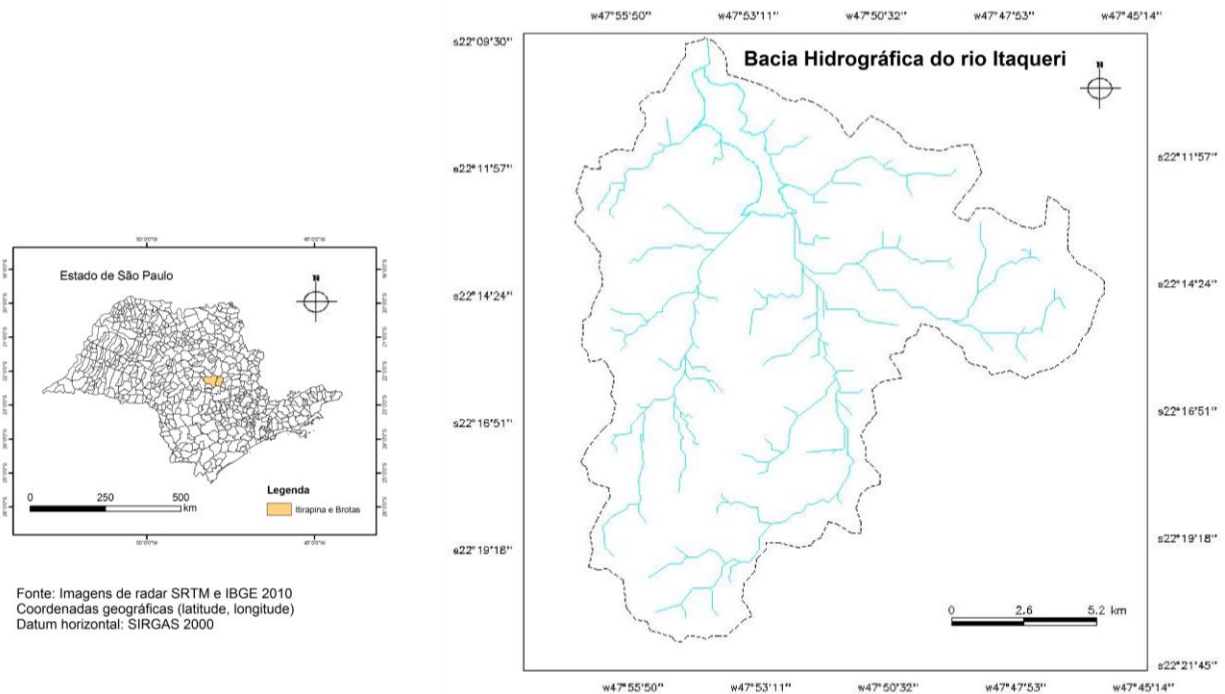 w47°55'50'' w47°53'11'' w47°50'32'' w47°47'53'' w47°45'14''
s22°09'30''
Bacia Hidrográfica do rio Itaqueri
N
s22°11'57''
s22°11'57''
s22°14'24''
s22°14'24''
s22°16'51''
s22°16'51''
s22°19'18''
s22°19'18''
s22°21'45''
0 2.6 5.2 km
w47°55'50'' w47°53'11'' w47°50'32'' w47°47'53'' w47°45'14''
Estado de São Paulo
N
0 250 500 km
Legenda
Itirapina e Brotas
Fonte: Imagens de radar SRTM e IBGE 2010
Coordenadas geográficas (latitude, longitude)
Datum horizontal: SIRGAS 2000